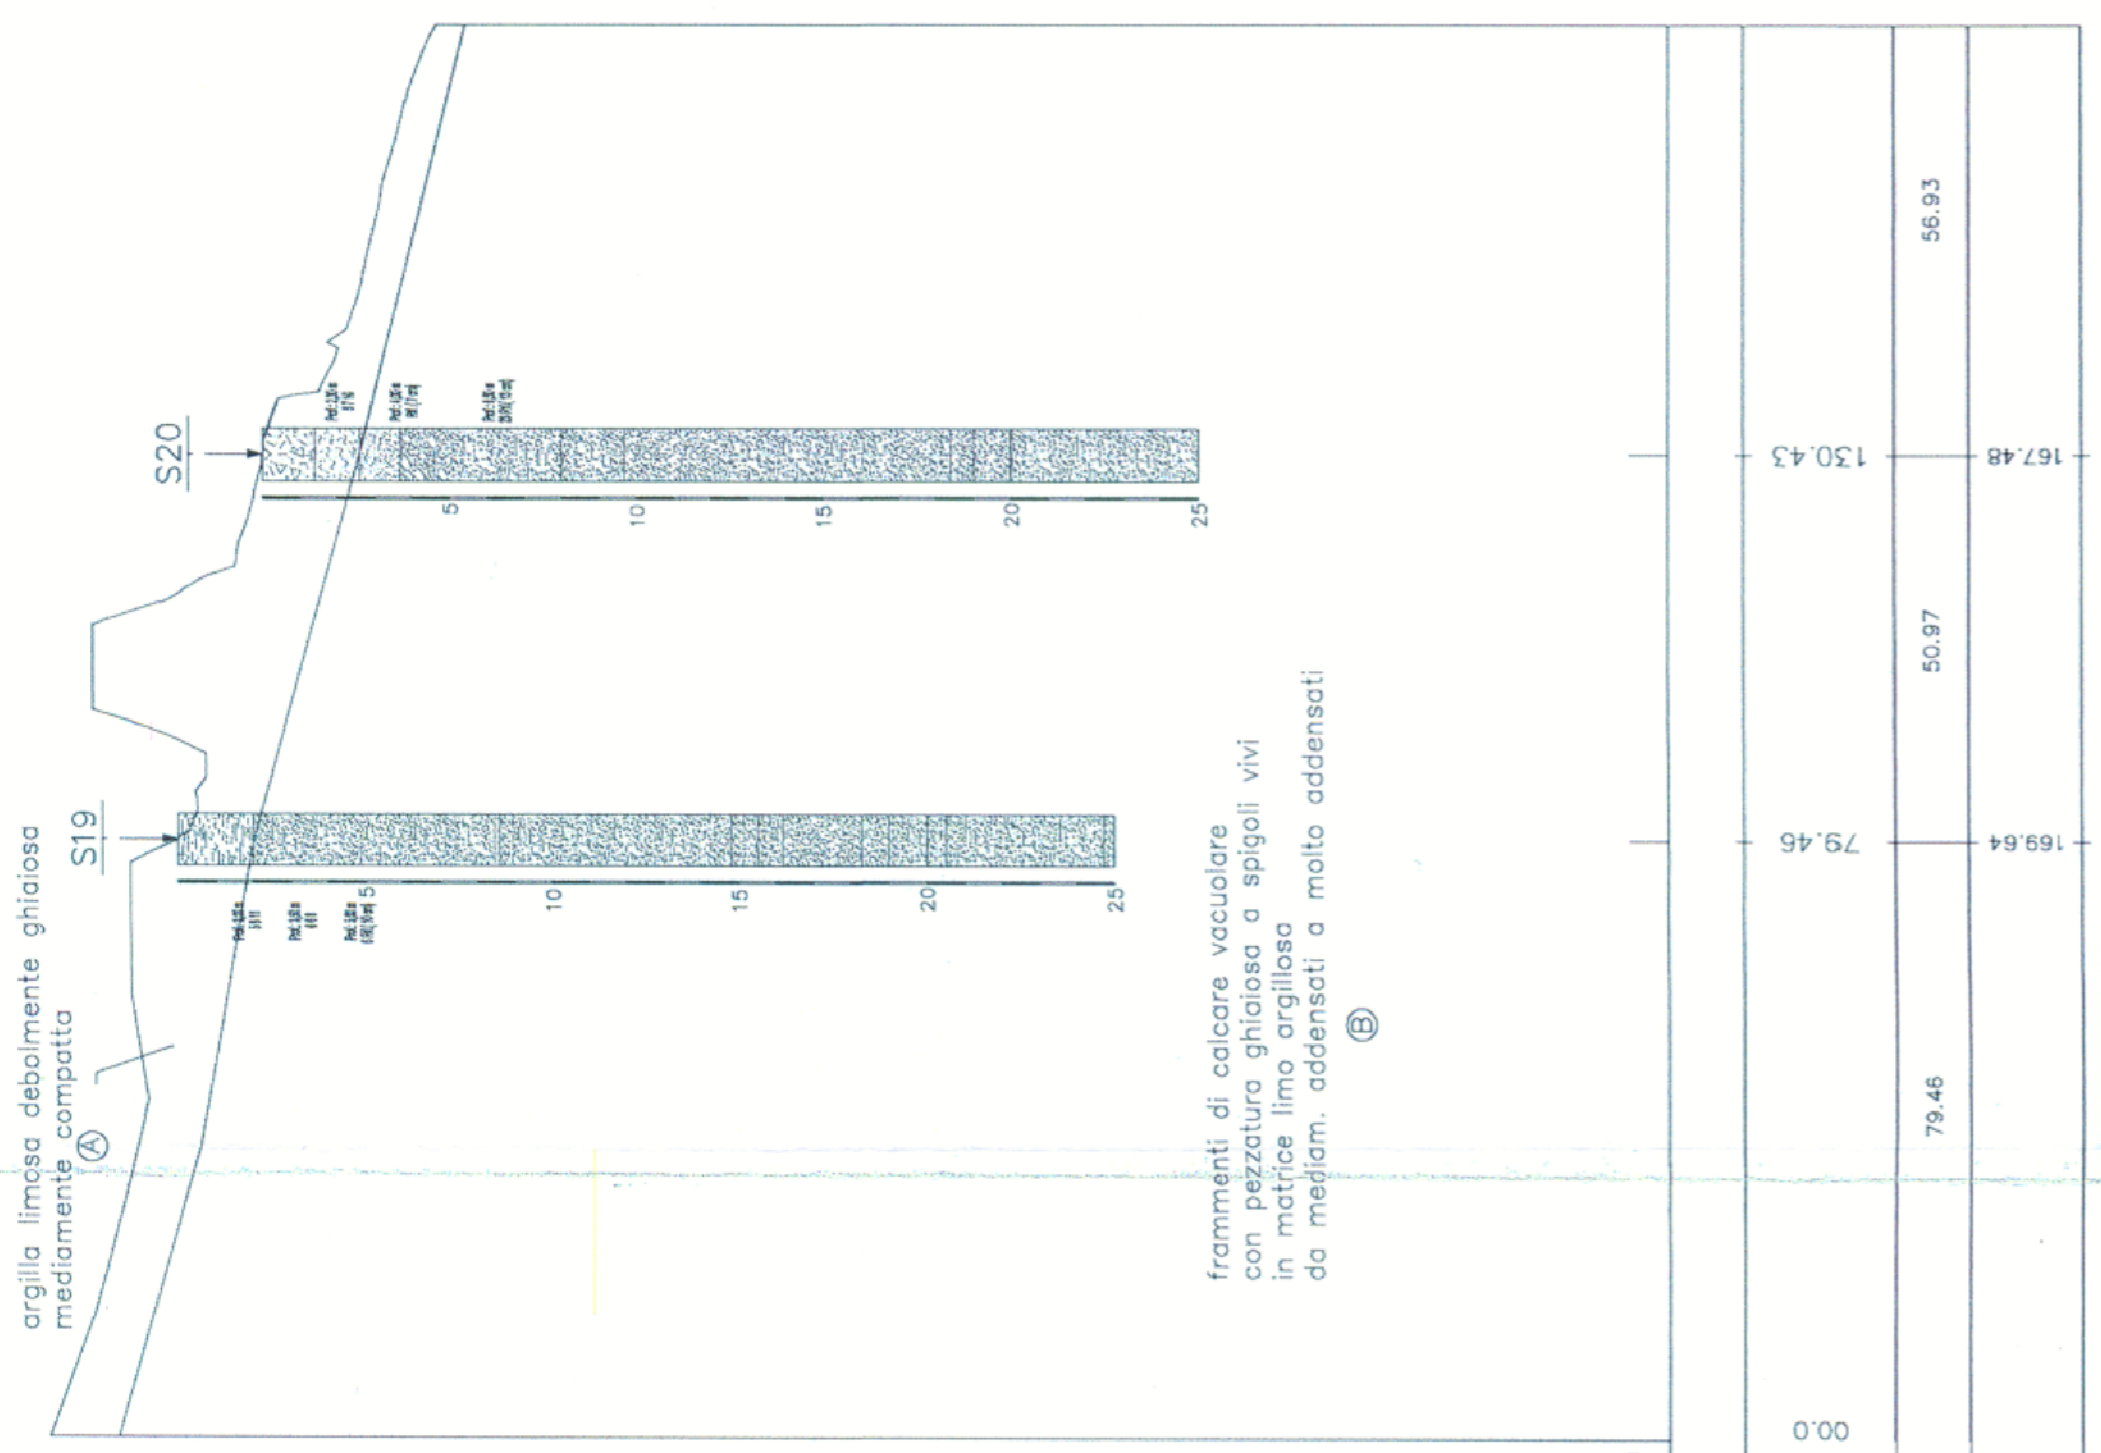 argilla limosa debolmente ghiaiosa
mediamente compatta
A
S19
S20
5
10
15
20
25
5
10
15
20
25
frammenti di calcare vacuolare
con pezzatura ghiaiosa a spigoli vivi
in matrice limo argillosa
da mediam. addensati a molto addensati
B
0.00
79.46
130.43
79.46
50.97
56.93
169.64
167.48